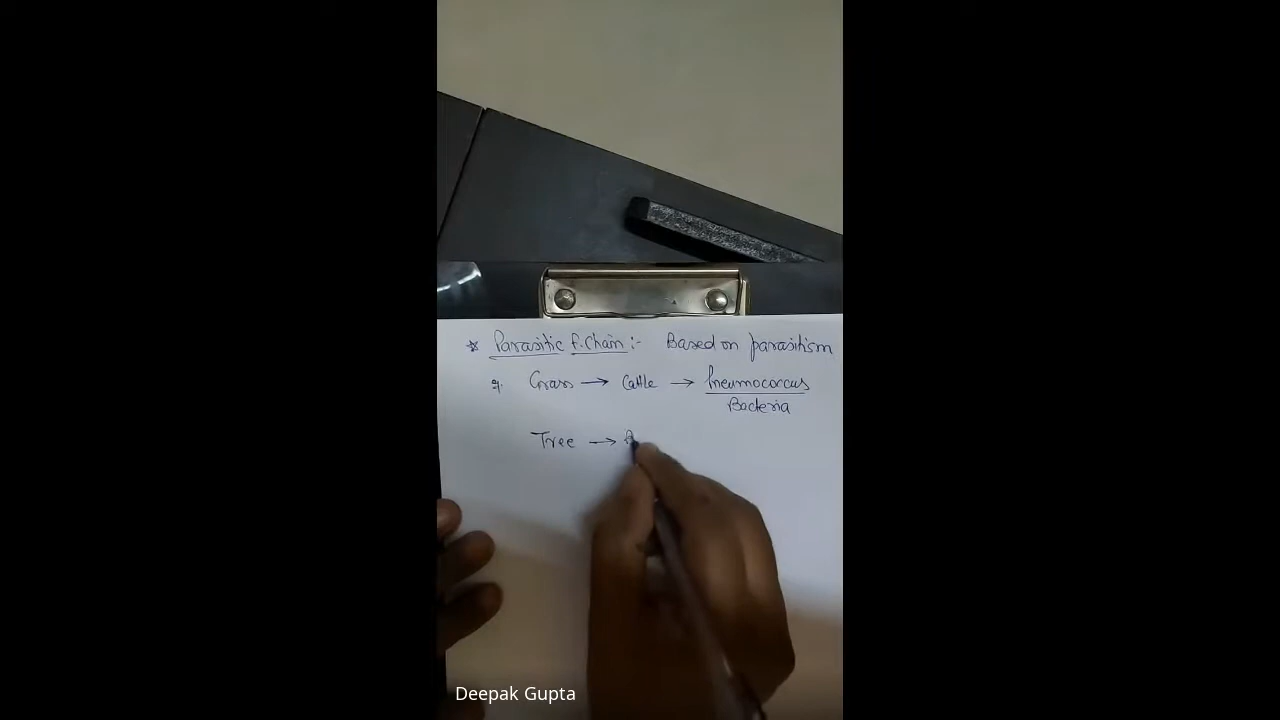 ☆ Parasitic f. Chain :- Based on parasitism
eg. Grass → Cattle → Pneumococcus
Bacteria
Tree →
Deepak Gupta